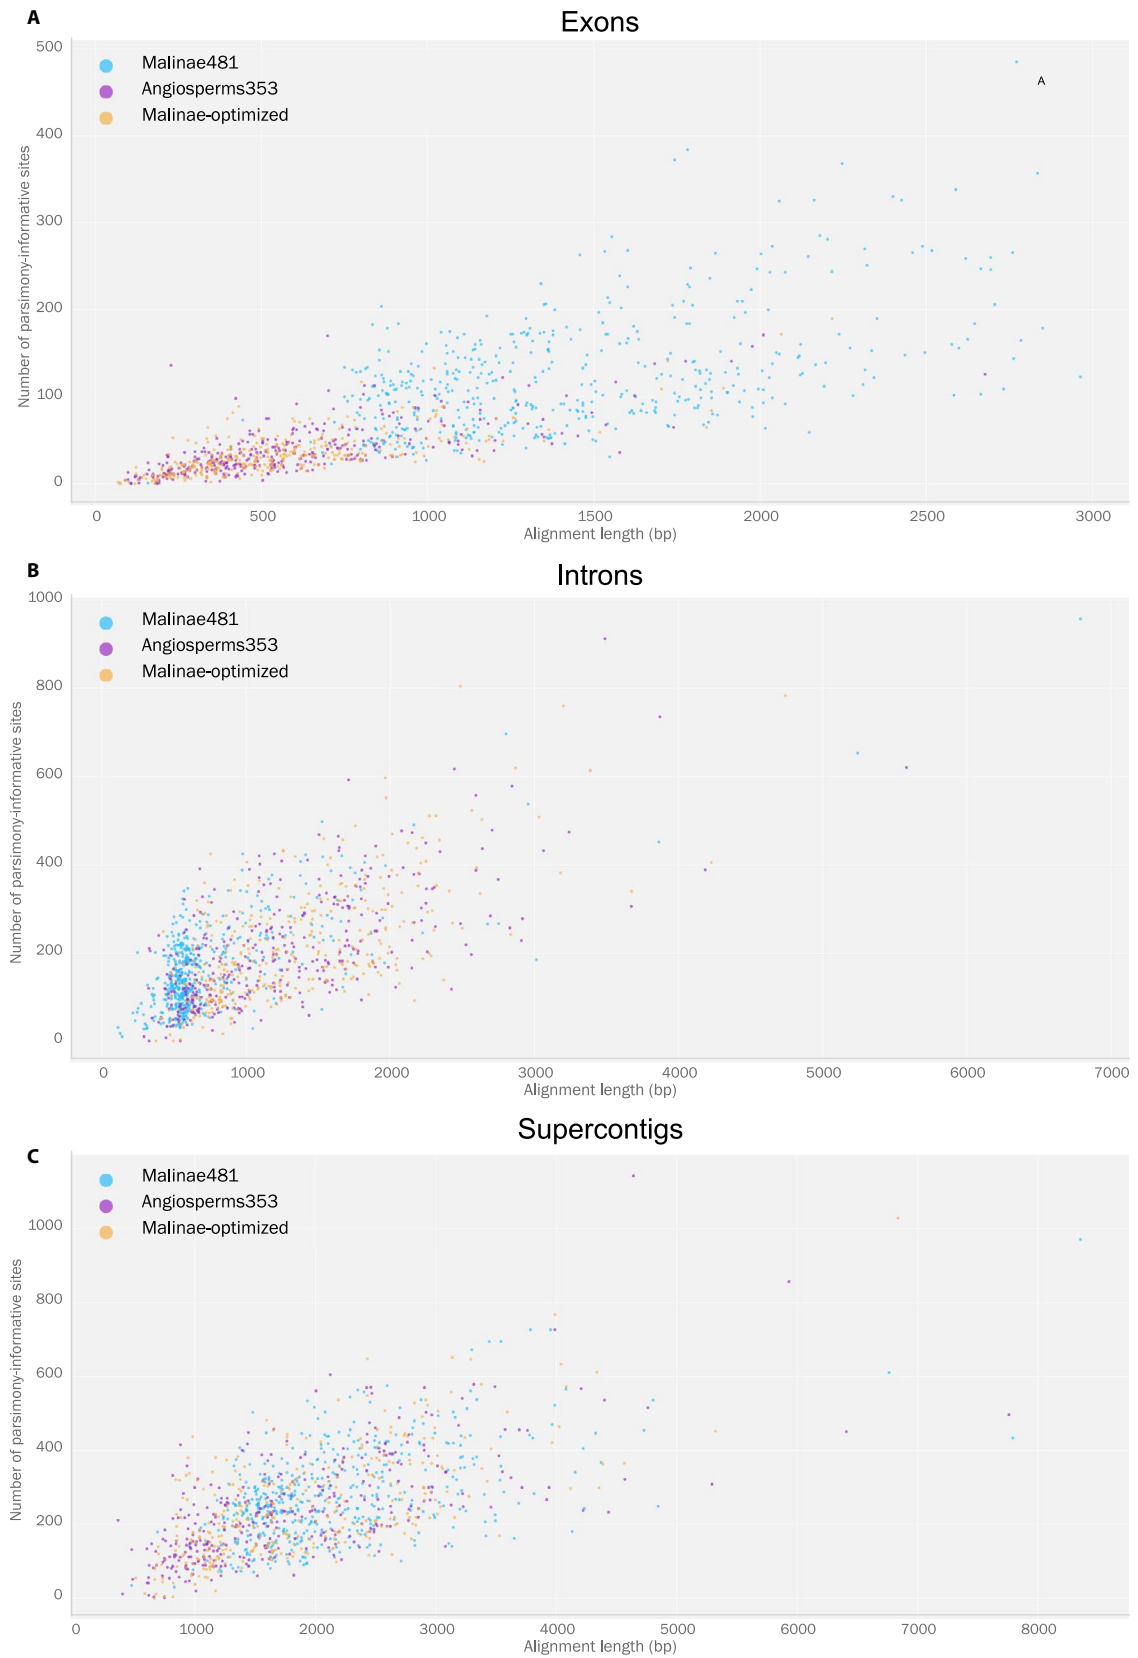 A
Exons
500
Malinae481
A
Angiosperms353
Malinae-optimized
400
300
200
100
0
Number of parsimony-informative sites
0 500 1000 1500 2000 2500 3000
Alignment length (bp)
B
Introns
1000
Malinae481
Angiosperms353
Malinae-optimized
800
600
400
200
0
Number of parsimony-informative sites
0 1000 2000 3000 4000 5000 6000 7000
Alignment length (bp)
Supercontigs
C
Malinae481
Angiosperms353
Malinae-optimized
1000
800
600
400
200
0
Number of parsimony-informative sites
0 1000 2000 3000 4000 5000 6000 7000 8000
Alignment length (bp)